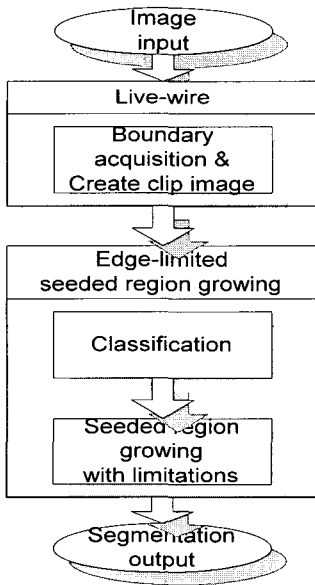 Image
input
Live-wire
Boundary
acquisition &
Create clip image
Edge-limited
seeded region growing
Classification
Seeded region
growing
with limitations
Segmentation
output